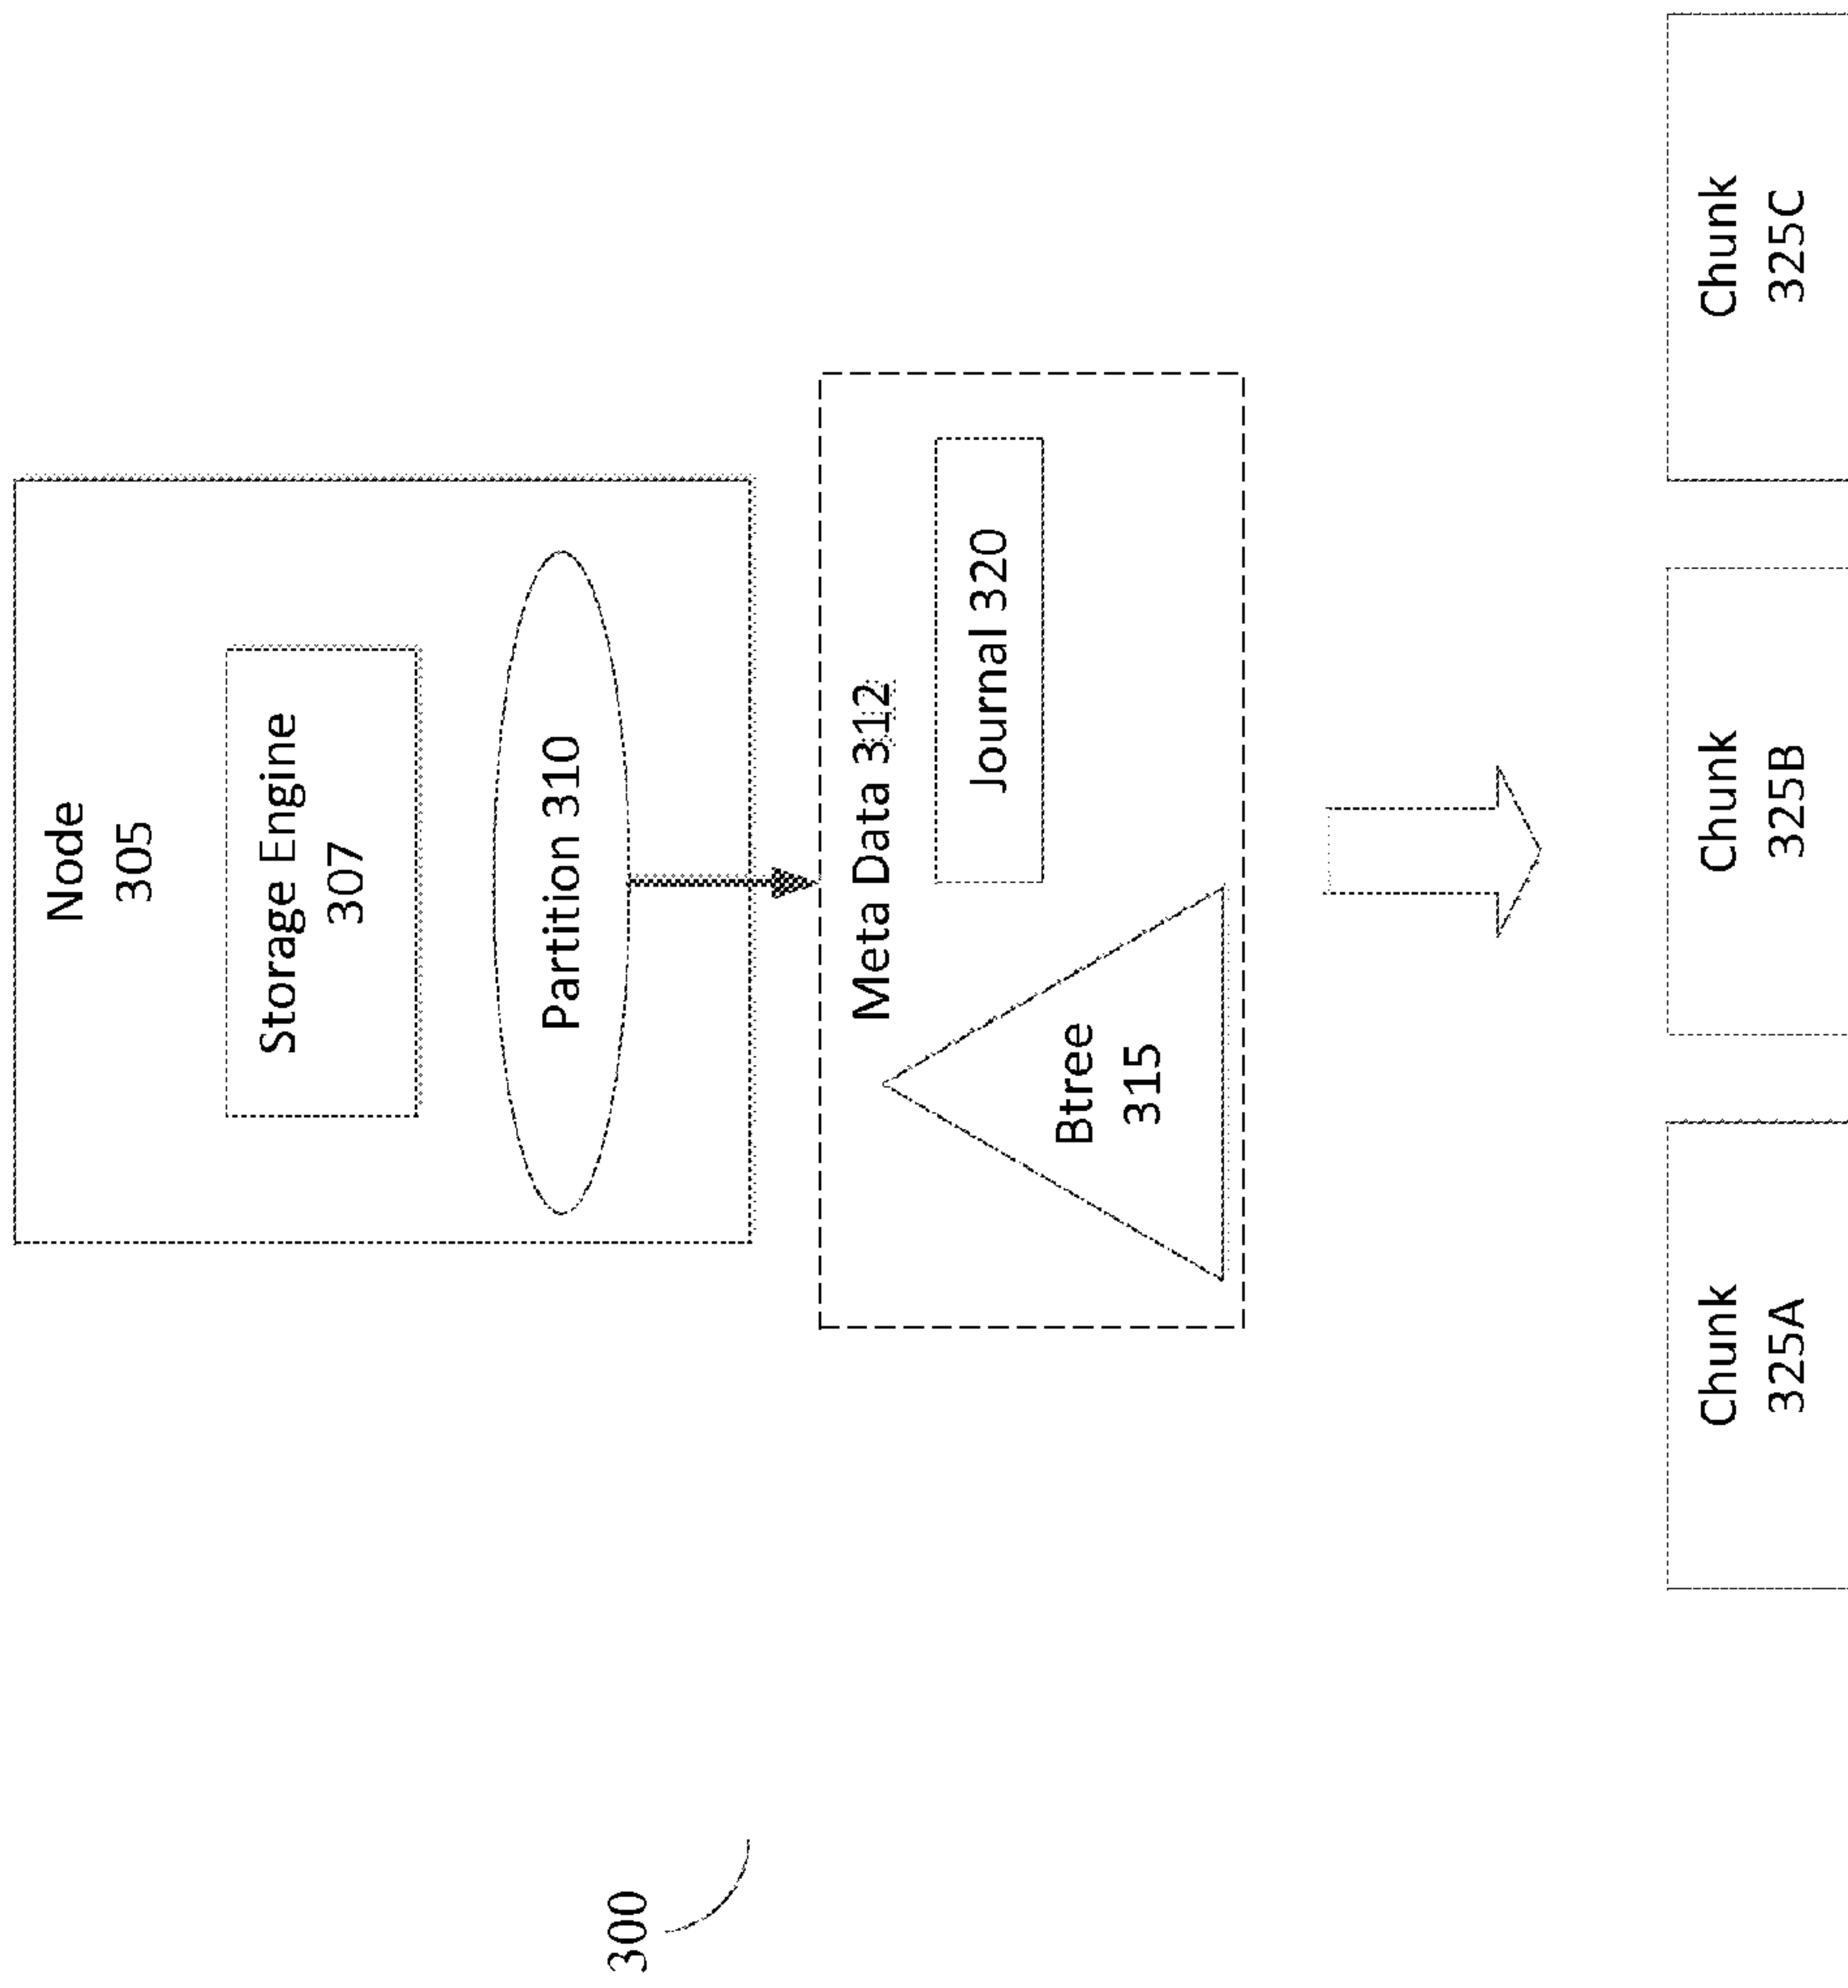 300
Node
305
Storage Engine
307
Partition 310
Meta Data 312
Journal 320
Btree
315
Chunk
325A
Chunk
325B
Chunk
325C